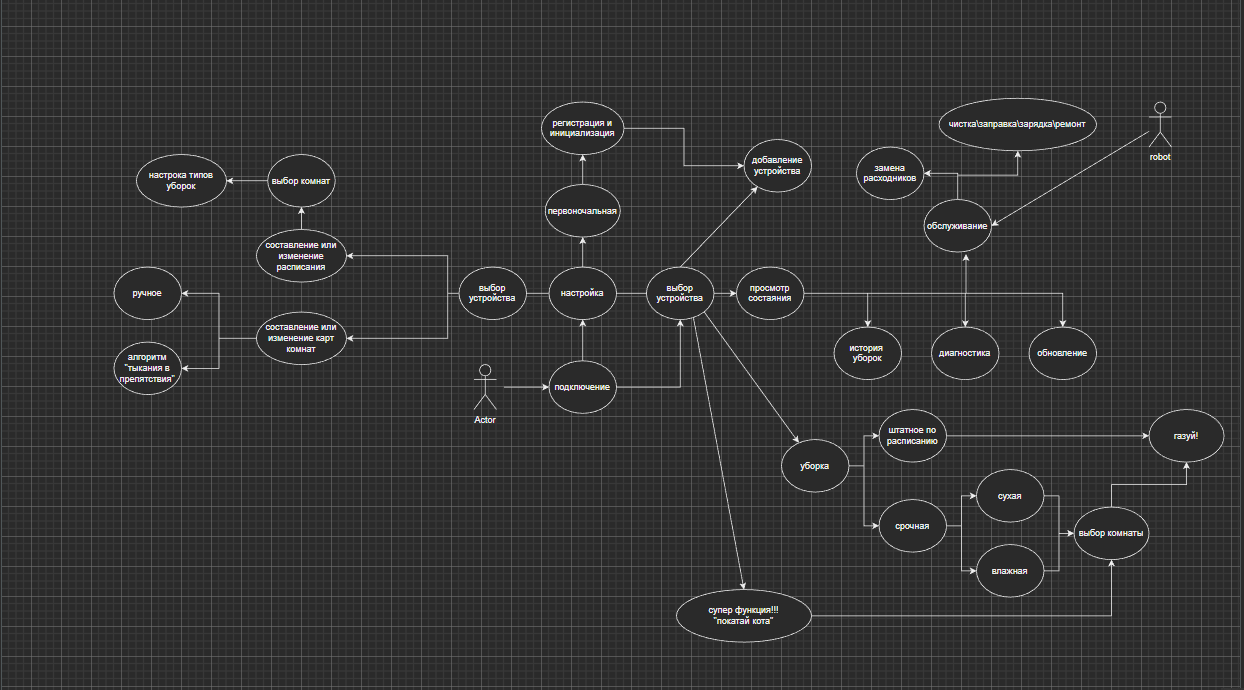 чистка\заправка\зарядка\ремонт
robot
регистрация и
инициализация
добавление
устройства
замена
расходников
настрока типов
уборок
выбор комнат
первоночальная
обслуживание
составление или
изменение
расписания
ручное
выбор
устройства
настройка
выбор
устройства
просмотр
состаяния
составление или
изменение карт
комнат
алгоритм
"тыкания в
препятствия"
история
уборок
диагностика
обновление
Actor
подключение
штатное по
расписанию
газуй!
уборка
сухая
срочная
выбор комнаты
влажная
супер функция!!!
"покатай кота"